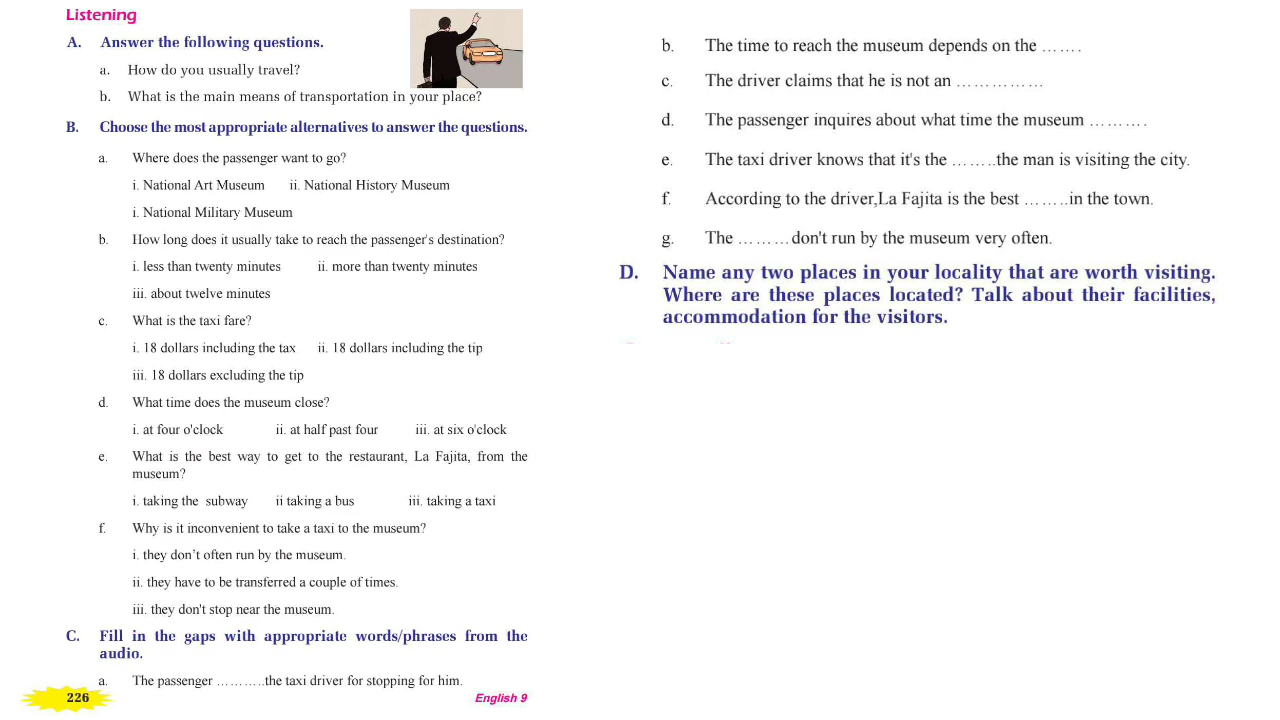 Listening
A. Answer the following questions.
a. How do you usually travel?
b. What is the main means of transportation in your place?
B. Choose the most appropriate alternatives to answer the questions.
a. Where does the passenger want to go?
i. National Art Museum ii. National History Museum
i. National Military Museum
b. How long does it usually take to reach the passenger's destination?
i. less than twenty minutes ii. more than twenty minutes
iii. about twelve minutes
c. What is the taxi fare?
i. 18 dollars including the tax ii. 18 dollars including the tip
iii. 18 dollars excluding the tip
d. What time does the museum close?
i. at four o'clock ii. at half past four iii. at six o'clock
e. What is the best way to get to the restaurant, La Fajita, from the
museum?
i. taking the subway ii taking a bus iii. taking a taxi
f. Why is it inconvenient to take a taxi to the museum?
i. they don’t often run by the museum.
ii. they have to be transferred a couple of times.
iii. they don't stop near the museum.
C. Fill in the gaps with appropriate words/phrases from the
audio.
a. The passenger ………..the taxi driver for stopping for him.
226
English 9
b. The time to reach the museum depends on the …….
c. The driver claims that he is not an ……………
d. The passenger inquires about what time the museum ……….
e. The taxi driver knows that it's the ……..the man is visiting the city.
f. According to the driver,La Fajita is the best ……..in the town.
g. The ………don't run by the museum very often.
D. Name any two places in your locality that are worth visiting.
Where are these places located? Talk about their facilities,
accommodation for the visitors.